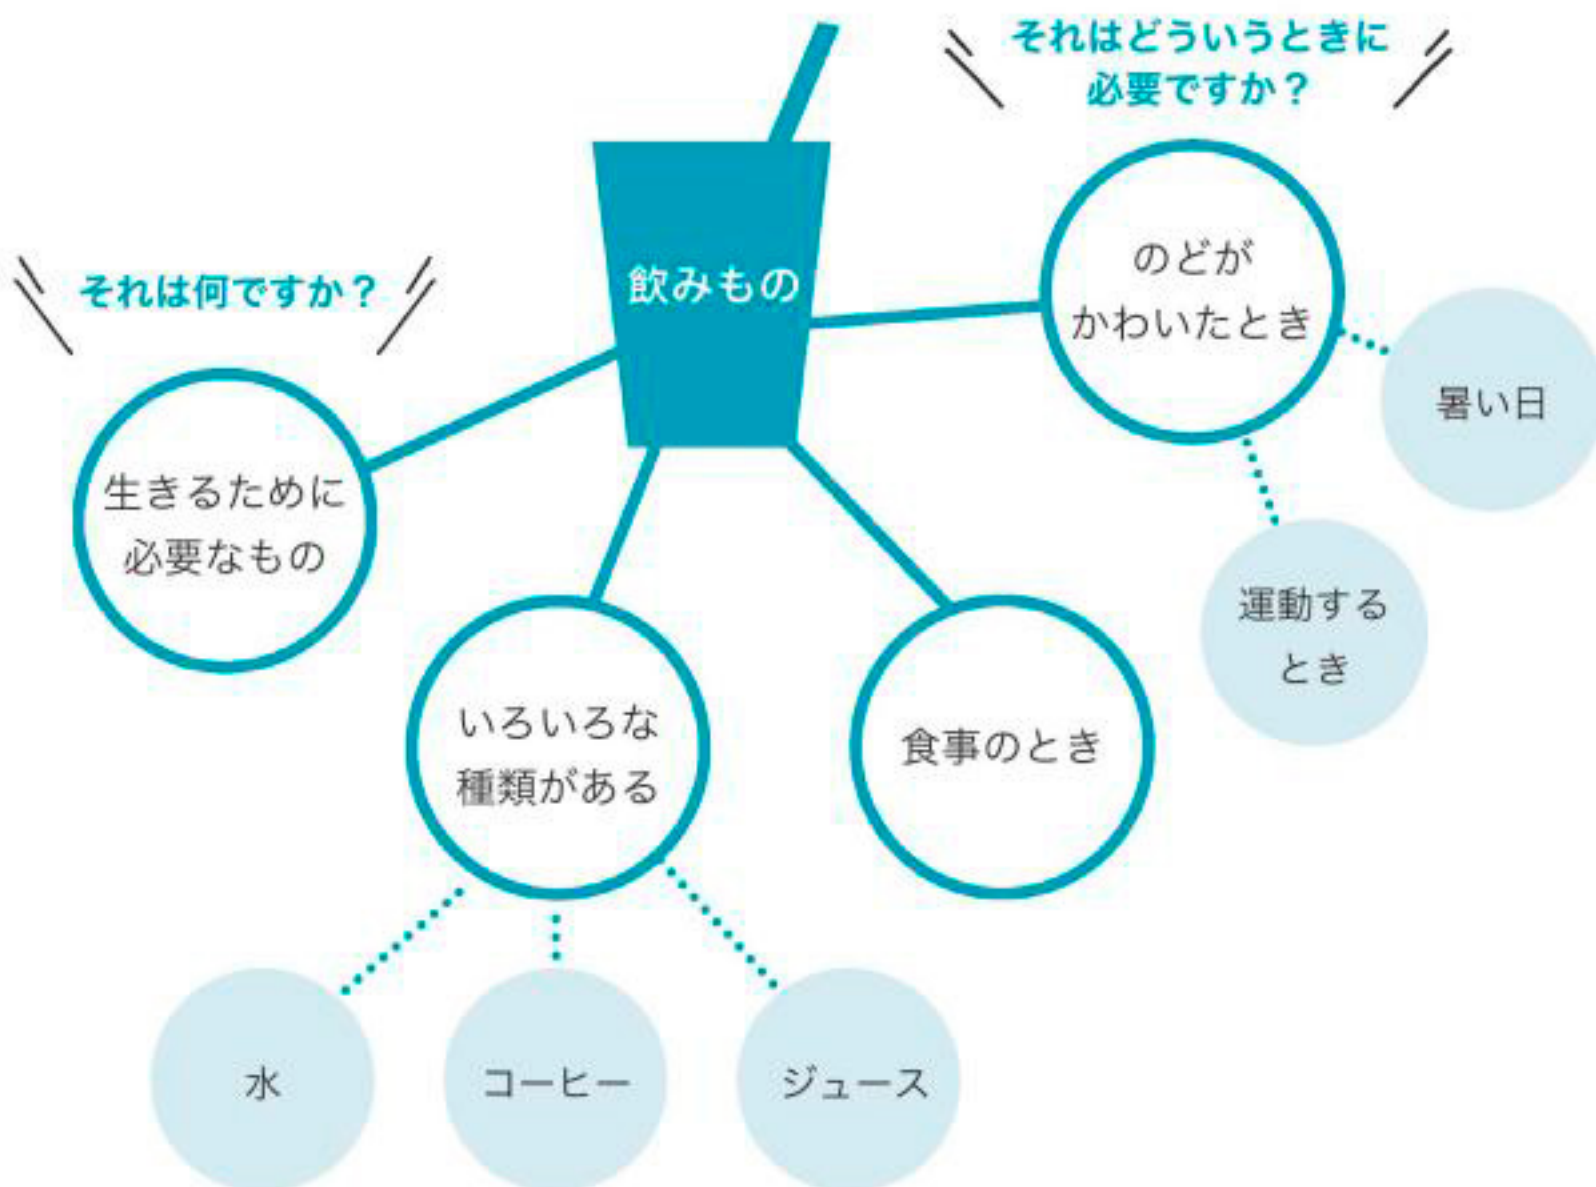 それはどういうときに
必要ですか？
飲みもの
のどが
かわいたとき
それは何ですか？
暑い日
生きるために
必要なもの
運動する
とき
いろいろな
種類がある
食事のとき
水
コーヒー
ジュース